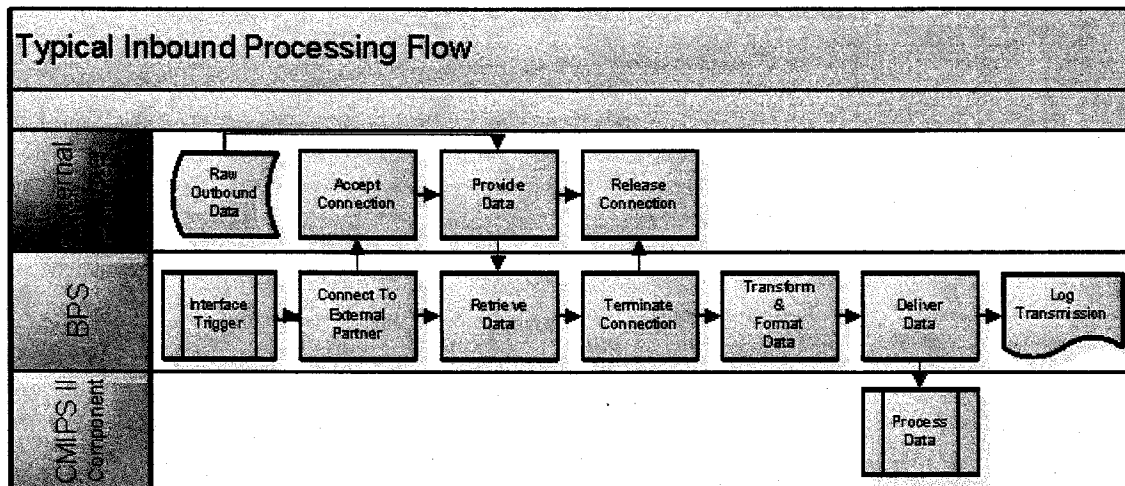 Typical Inbound Processing Flow
Raw
Outbound
Data
Accept
Connection
Provide
Data
Release
Connection
BPS
Interface
Trigger
Connect To
External
Partner
Retrieve
Data
Terminate
Connection
Transform
&
Format
Data
Deliver
Data
Log
Transmission
CMIPS II
Component
Process
Data